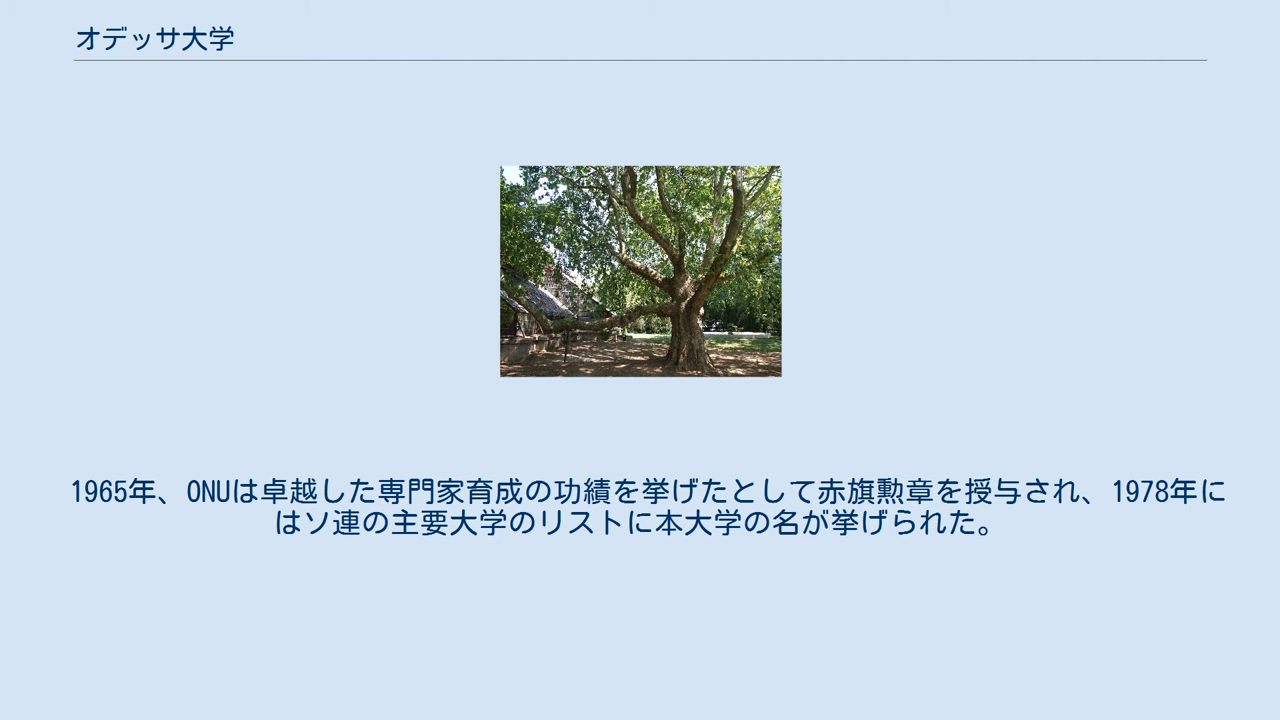 オデッサ大学
1965年、ONUは卓越した専門家育成の功績を挙げたとして赤旗勲章を授与され、1978年に
はソ連の主要大学のリストに本大学の名が挙げられた。